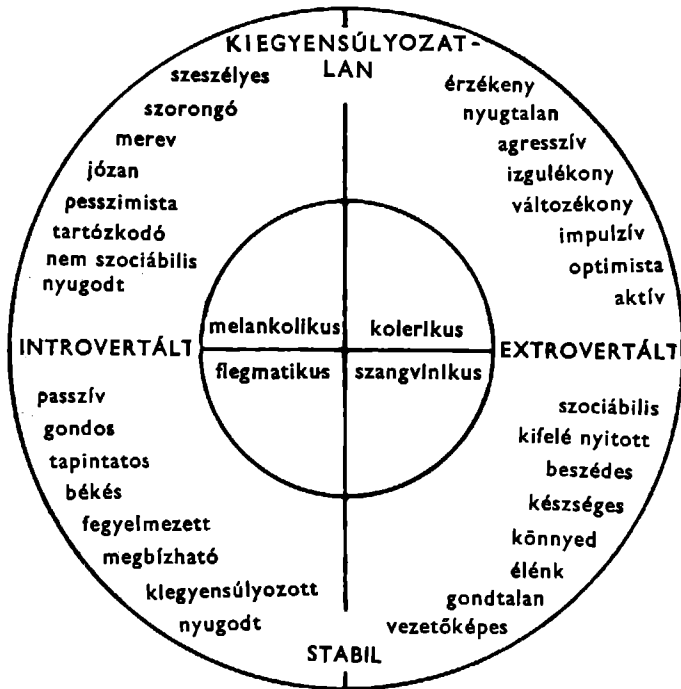 KIEGYENSÚLYOZAT-
LAN
szeszélyes
szorongó
merev
józan
pesszimista
tartózkodó
nem szociábilis
nyugodt
érzékeny
nyugtalan
agresszív
izgulékony
változékony
impulzív
optimista
aktív
melankolikus
kolerikus
INTROVERTÁLT
EXTROVERTÁLT
flegmatikus
szangvinikus
passzív
gondos
tapintatos
békés
fegyelmezett
megbízható
kiegyensúlyozott
nyugodt
szociábilis
kifelé nyitott
beszédes
készséges
könnyed
élénk
gondtalan
vezetőképes
STABIL